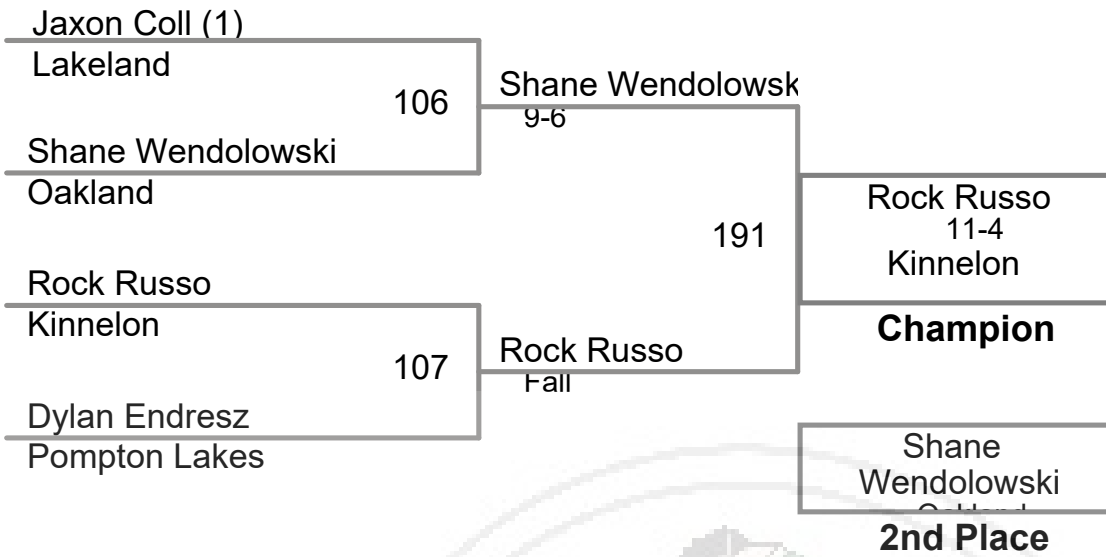 Jaxon Coll (1)
Lakeland
106
Shane Wendolowski
Oakland
Rock Russo
Kinnelon
107
Dylan Endresz
Pompton Lakes
Shane Wendolowsk
9-6
191
Rock Russo
Fall
Rock Russo
11-4
Kinnelon
Champion
Shane
Wendolowski
Oakland
2nd Place